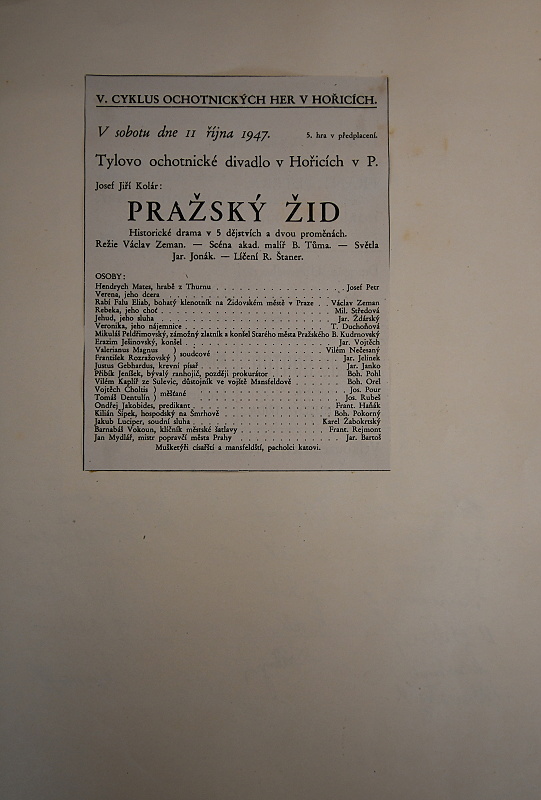 V. CYKLUS OCHOTNICKÝCH HER V HOŘICÍCH.
V sobotu dne 11 října 1947. 5. hra v předplacení.
Tylovo ochotnické divadlo v Hořicích v P.
Josef Jiří Kolár:
PRAŽSKÝ ŽID
Historické drama v 5 dějstvích a dvou proměnách.
Režie Václav Zeman. — Scéna akad. malíř B. Tůma. — Světla
Jar. Jonák. — Líčení R. Štaner.
OSOBY:
Hendrych Mates, hrabě z Thurnu . . . . . . . . . . . . . Josef Petr
Verena, jeho dcera . . . . . . . . . . . . . . . . .
Rabi Falu Eliab, bohatý klenotník na Židovském městě v Praze . . Václav Zeman
Rebeka, jeho choť . . . . . . . . . . . . . . . . . Mil. Středová
Jehud, jeho sluha . . . . . . . . . . . . . . . . . Jar. Žďárský
Veronika, jeho nájemnice . . . . . . . . . . . . . . . T. Duchoňová
Mikuláš Peldřimovský, zámožný zlatník a konšel Starého města Pražského B. Kudrnovský
Erazim Ješinovský, konšel . . . . . . . . . . . . . . . Jar. Vojtěch
Valerianus Magnus } soudcové . . . . . . . . . . . . Vilém Nečesaný
František Rozražovský } . . . . . . . . . . . . Jar. Jelínek
Justus Gebhardus, krevní písař . . . . . . . . . . . . . . Jar. Janko
Přibík Jeníšek, bývalý ranhojič, později prokurátor . . . . . . . . Boh. Pohl
Vilém Kaplíř ze Sulevic, důstojník ve vojště Mansfeldově . . . . . . Boh. Orel
Vojtěch Choltis } měšťané . . . . . . . . . . . . . . Jos. Pour
Tomáš Dentulín } . . . . . . . . . . . . . . Jos. Rubeš
Ondřej Jakobides, predikant . . . . . . . . . . . . . . Frant. Haňák
Kilián Šípek, hospodský na Šmrhově . . . . . . . . . . . . Boh. Pokorný
Jakub Luciper, soudní sluha . . . . . . . . . . . . . . Karel Žabokrtský
Barnabáš Vokoun, klíčník městské šatlavy . . . . . . . . . . Frant. Rejmont
Jan Mydlář, mistr popravčí města Prahy . . . . . . . . . . . Jar. Bartoš
Mušketýři císařští a mansfeldští, pacholci katovi.